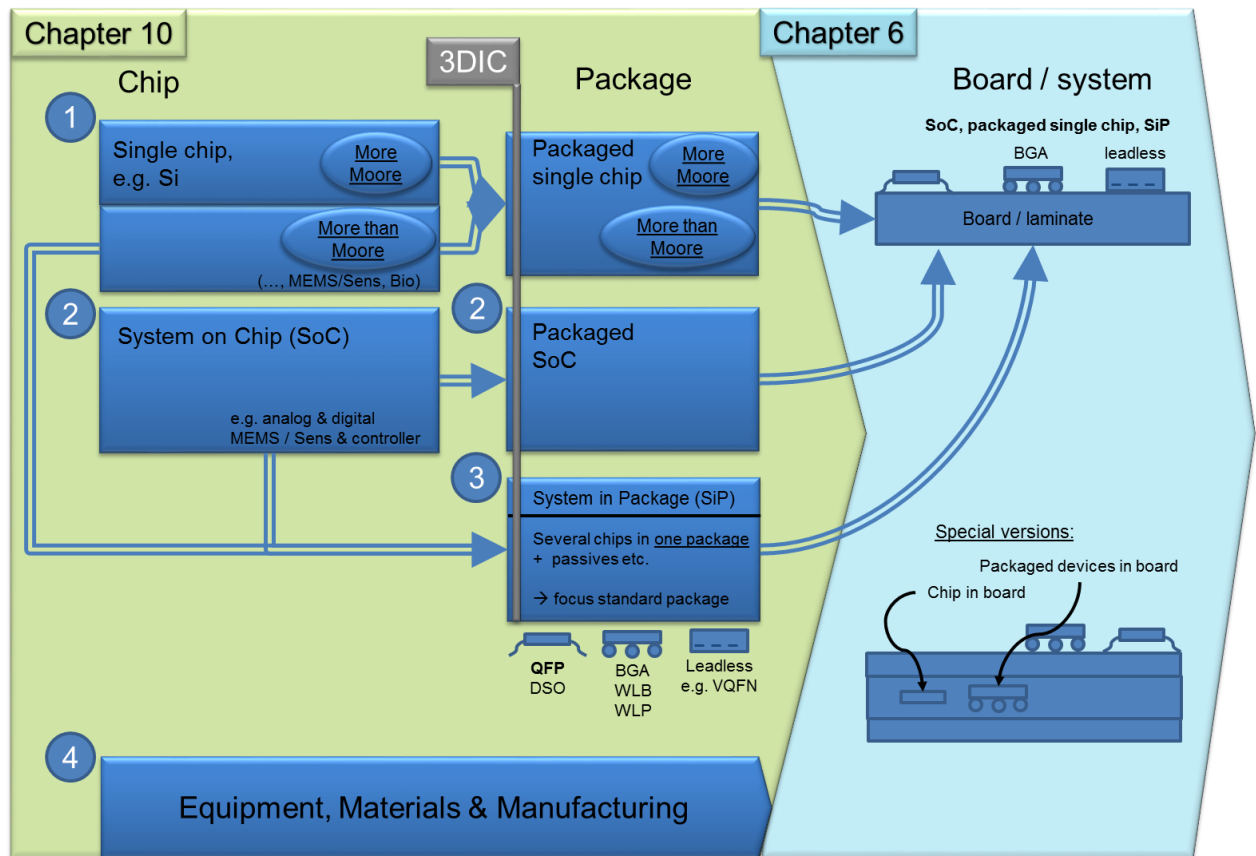 Chapter 10
Chapter 6
3DIC
Chip
Package
Board / system
1
Single chip,
e.g. Si
More
Moore
More than
Moore
(…, MEMS/Sens, Bio)
Packaged
single chip
More
Moore
More than
Moore
SoC, packaged single chip, SiP
BGA
leadless
Board / laminate
2
System on Chip (SoC)
e.g. analog & digital
MEMS / Sens & controller
2
Packaged
SoC
3
System in Package (SiP)
Several chips in one package
+ passives etc.
→ focus standard package
QFP
DSO
BGA
WLB
WLP
Leadless
e.g. VQFN
Special versions:
Packaged devices in board
Chip in board
4
Equipment, Materials & Manufacturing